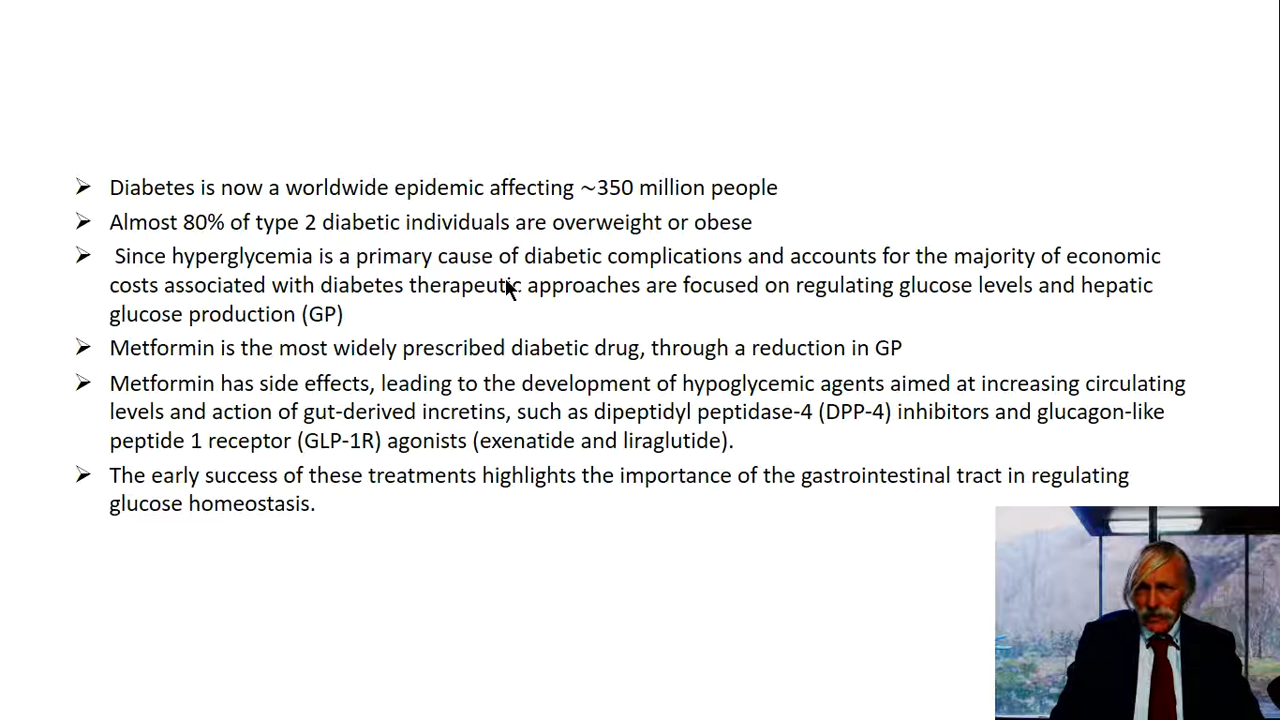 ➢ Diabetes is now a worldwide epidemic affecting ~350 million people
➢ Almost 80% of type 2 diabetic individuals are overweight or obese
➢ Since hyperglycemia is a primary cause of diabetic complications and accounts for the majority of economic
costs associated with diabetes therapeutic approaches are focused on regulating glucose levels and hepatic
glucose production (GP)
➢ Metformin is the most widely prescribed diabetic drug, through a reduction in GP
➢ Metformin has side effects, leading to the development of hypoglycemic agents aimed at increasing circulating
levels and action of gut-derived incretins, such as dipeptidyl peptidase-4 (DPP-4) inhibitors and glucagon-like
peptide 1 receptor (GLP-1R) agonists (exenatide and liraglutide).
➢ The early success of these treatments highlights the importance of the gastrointestinal tract in regulating
glucose homeostasis.